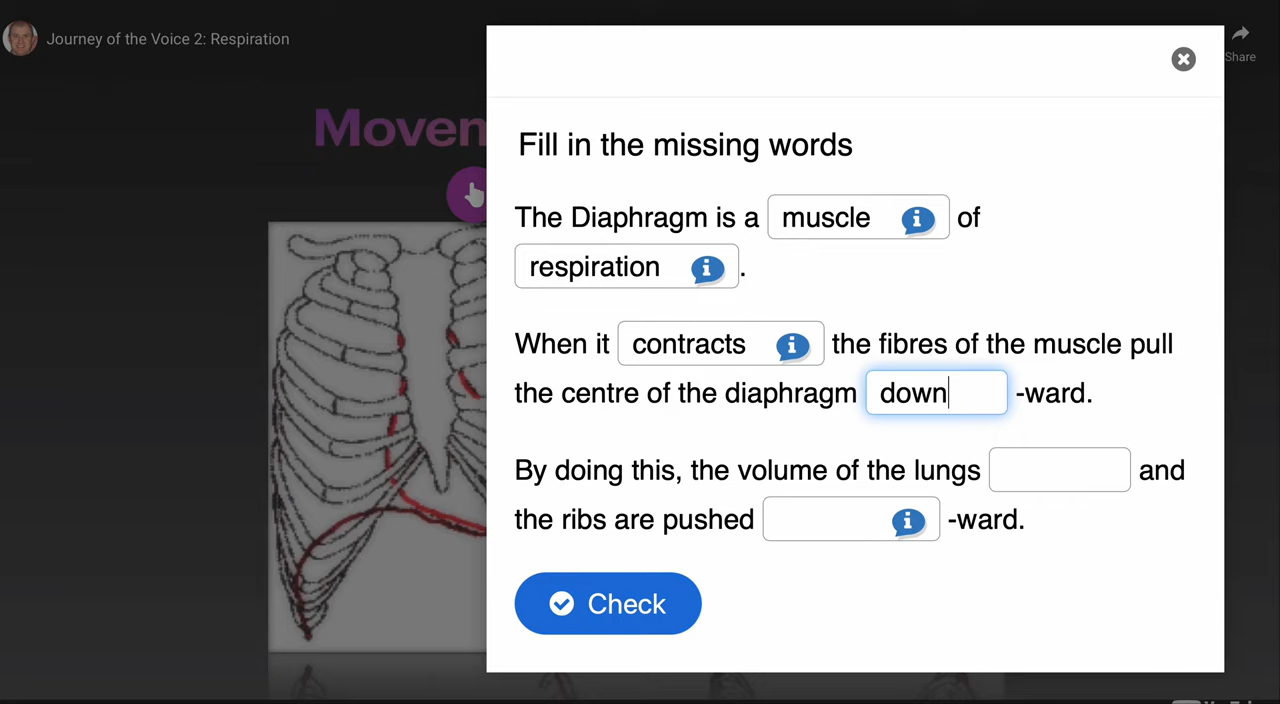 Journey of the Voice 2: Respiration
Share
Fill in the missing words
The Diaphragm is a muscle of
respiration .
When it contracts the fibres of the muscle pull
the centre of the diaphragm down -ward.
By doing this, the volume of the lungs and
the ribs are pushed -ward.
Check